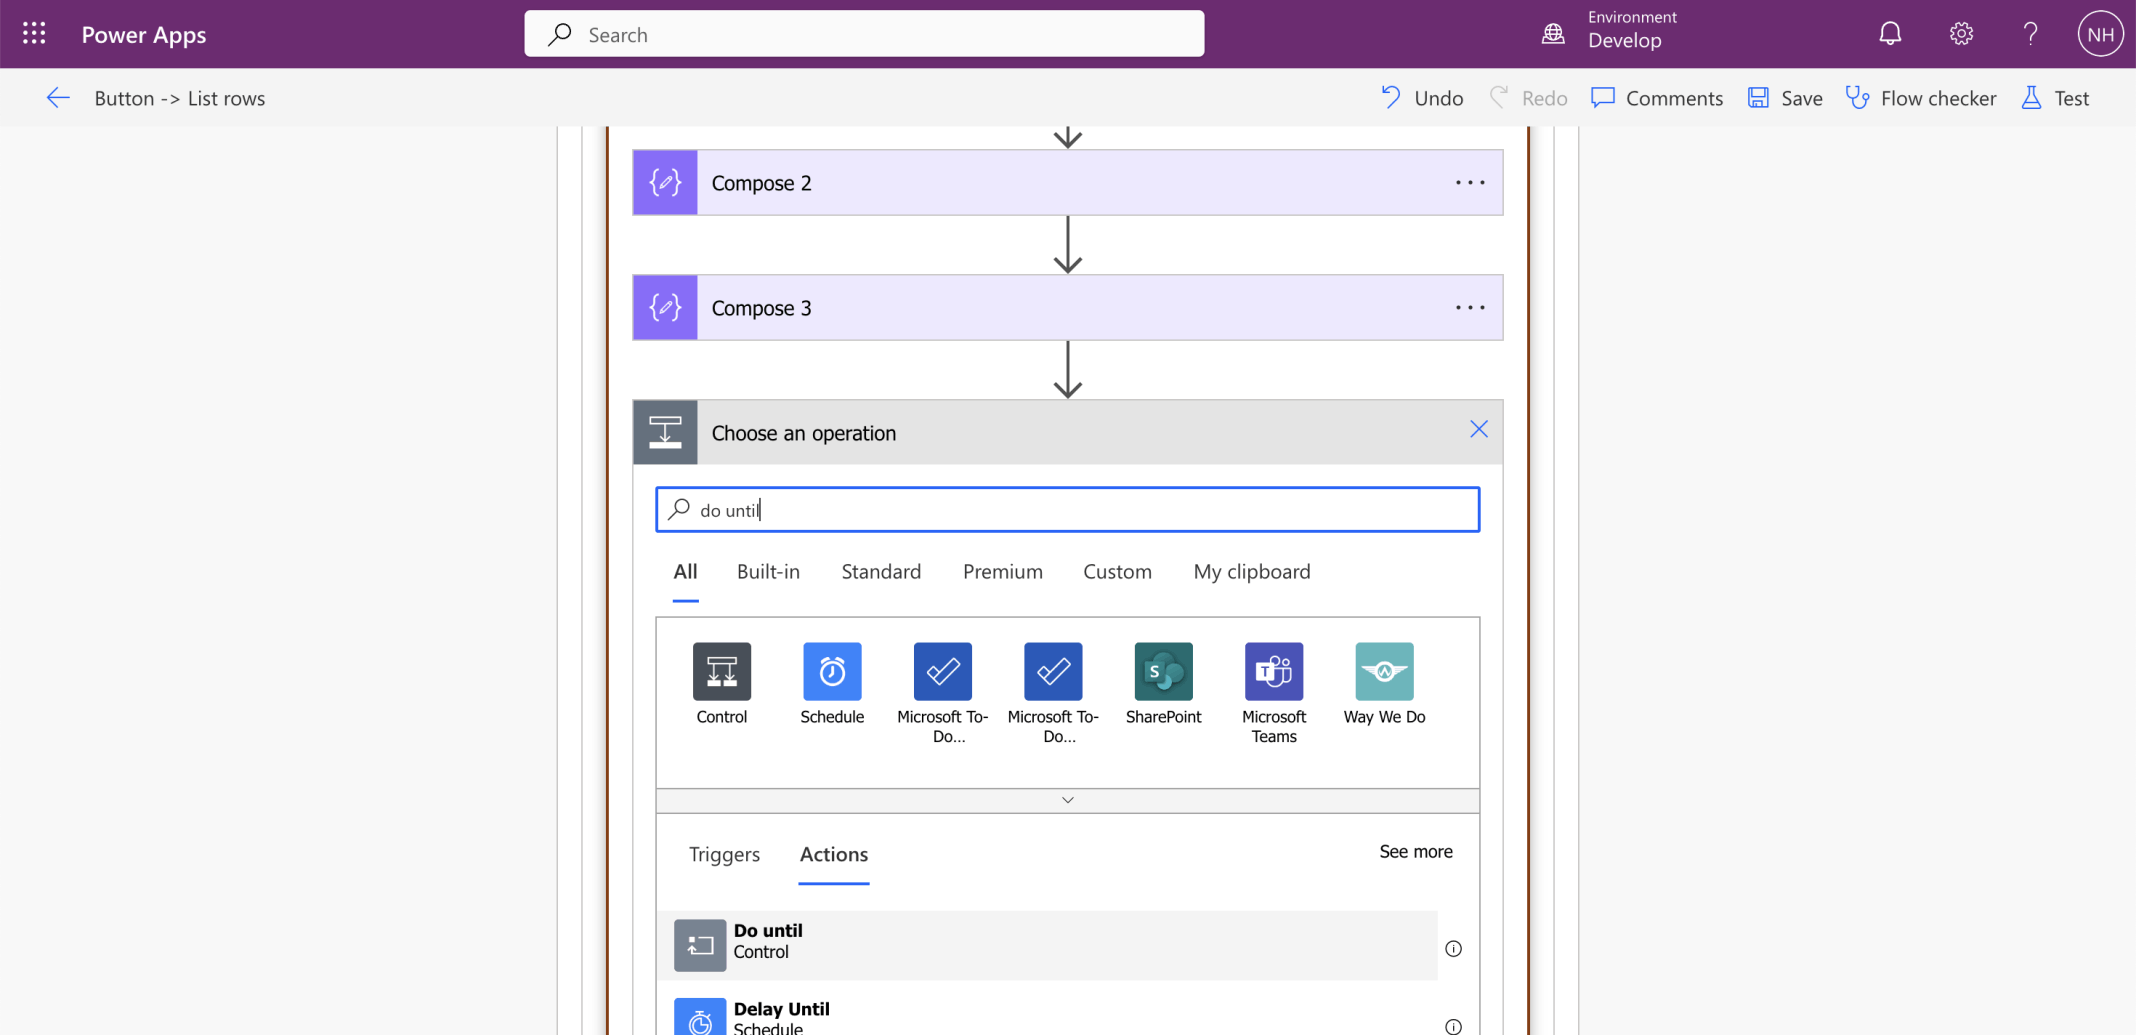 Power Apps
Search
Environment
Develop
?
NH
Button -> List rows
Undo
Redo
Comments
Save
Flow checker
Test
Compose 2
...
Compose 3
...
Choose an operation
do until
All
Built-in
Standard
Premium
Custom
My clipboard
Control
Schedule
Microsoft To-
Do...
Microsoft To-
Do...
S
SharePoint
T
Microsoft
Teams
Way We Do
Triggers
Actions
See more
Do until
Control
Delay Until
Schedule